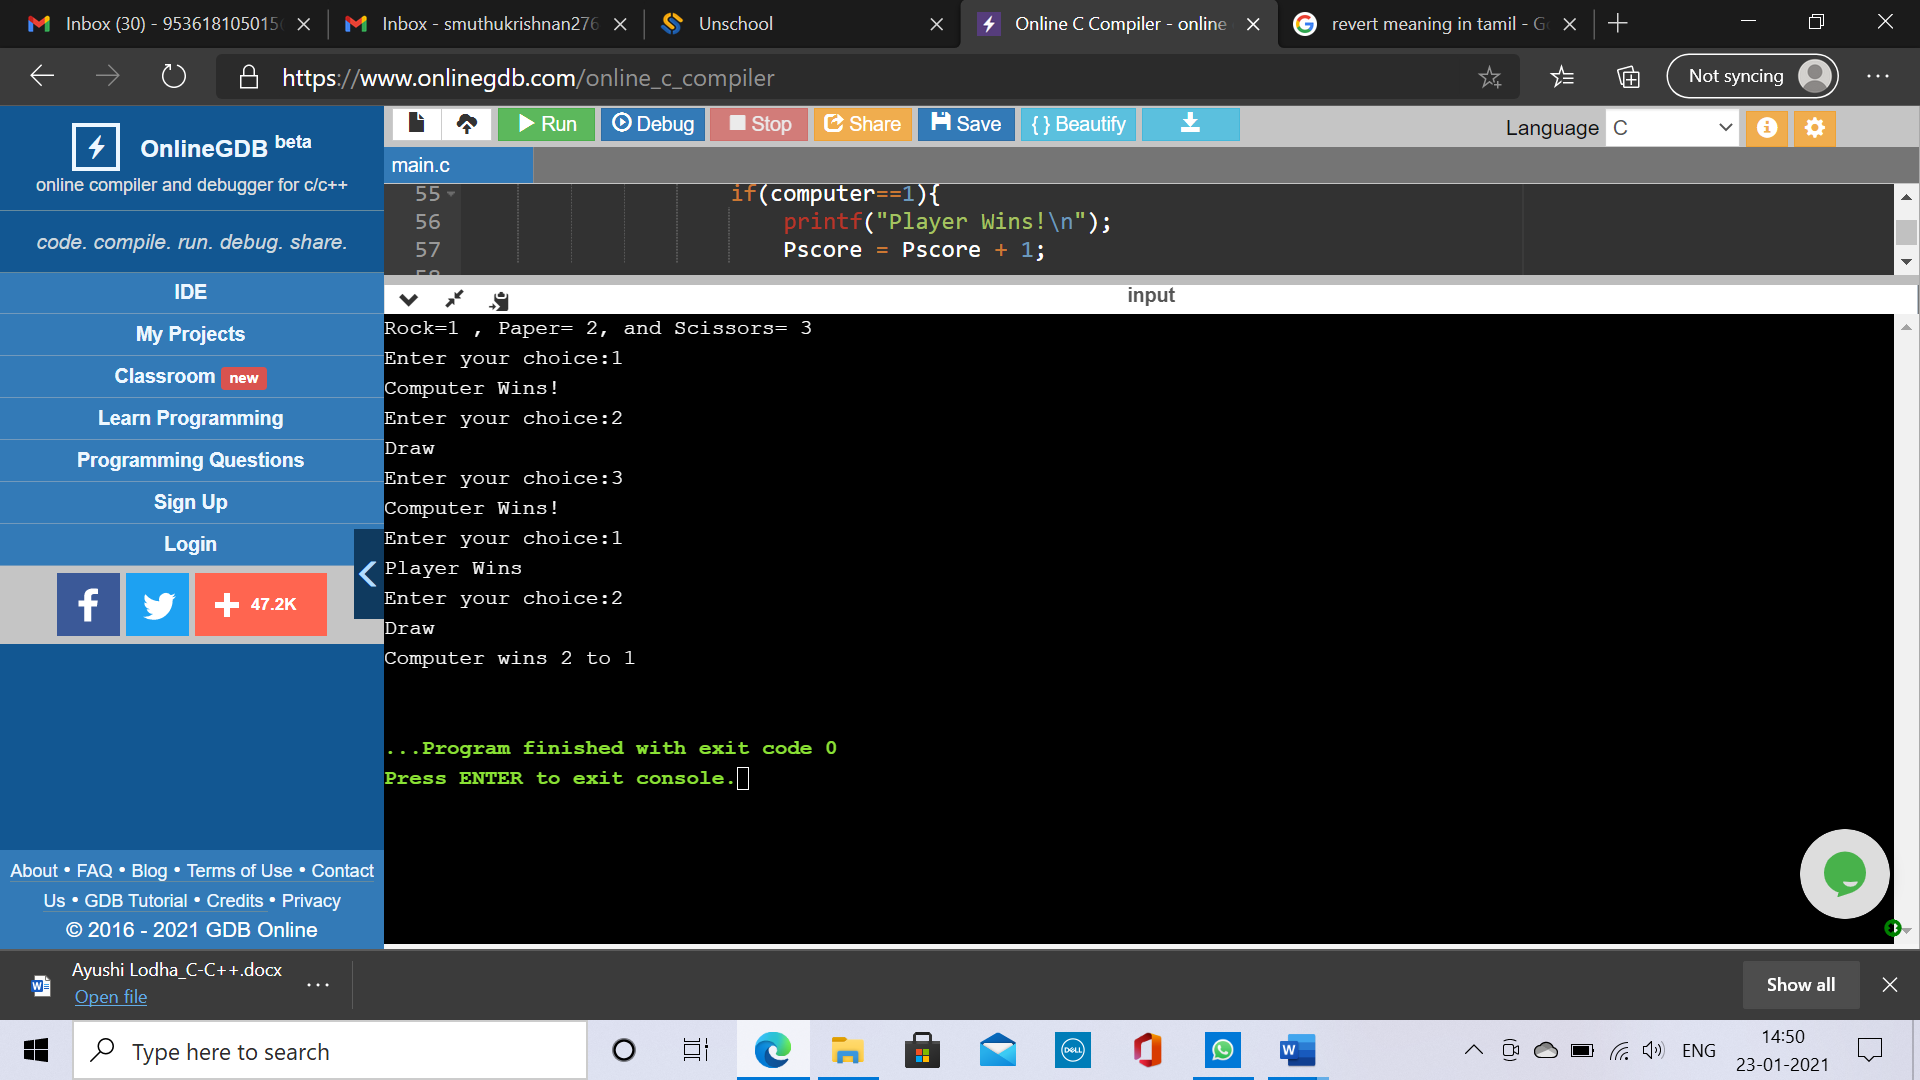 Inbox (30) - 953618105015
Inbox - smuthukrishnan276
Unschool
Online C Compiler - online
revert meaning in tamil - G
https://www.onlinegdb.com/online_c_compiler
Not syncing
OnlineGDB beta
online compiler and debugger for c/c++
code. compile. run. debug. share.
IDE
My Projects
Classroom new
Learn Programming
Programming Questions
Sign Up
Login
f
47.2K
About • FAQ • Blog • Terms of Use • Contact
Us • GDB Tutorial • Credits • Privacy
© 2016 - 2021 GDB Online
Run
Debug
Stop
Share
Save
{ } Beautify
Language C
main.c
55 if(computer==1){
56 printf("Player Wins!\n");
57 Pscore = Pscore + 1;
58
input
Rock=1 , Paper= 2, and Scissors= 3
Enter your choice:1
Computer Wins!
Enter your choice:2
Draw
Enter your choice:3
Computer Wins!
Enter your choice:1
Player Wins
Enter your choice:2
Draw
Computer wins 2 to 1
...Program finished with exit code 0
Press ENTER to exit console.
Ayushi Lodha_C-C++.docx
Open file
Show all
Type here to search
DELL
W
ENG
14:50
23-01-2021